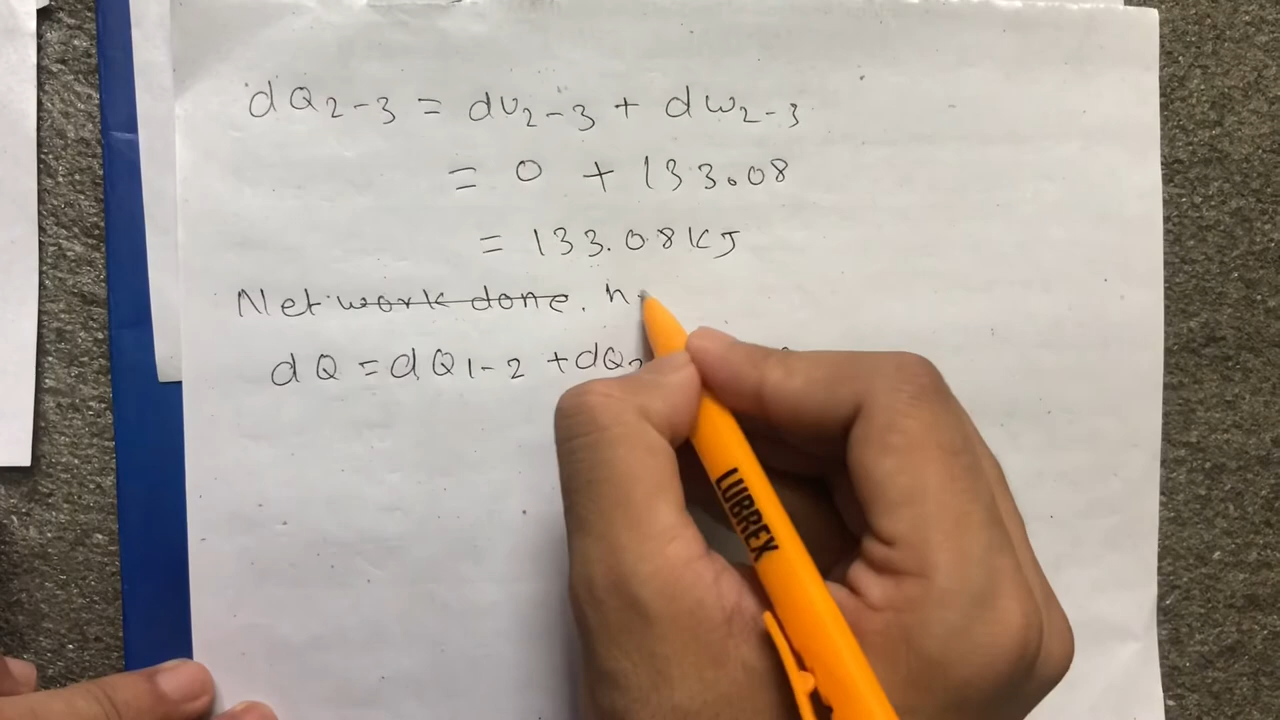 dQ2-3 = dU2-3 + dW2-3
= 0 + 133.08
= 133.08 KJ
Net work done. h
dQ = dQ1-2 + dQ2
LUBREX